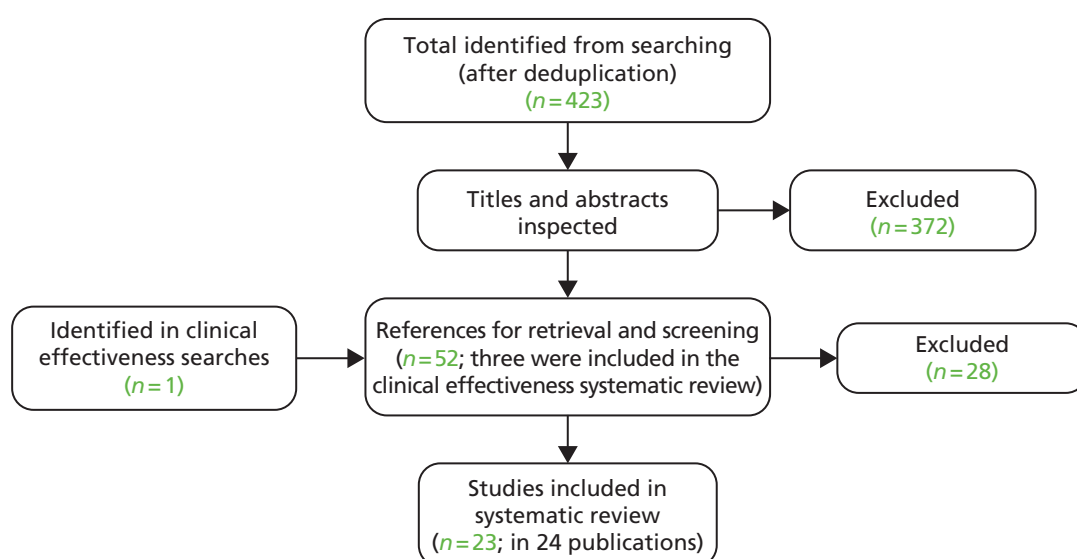 Total identified from searching
(after deduplication)
(n=423)
Titles and abstracts
inspected
Excluded
(n=372)
Identified in clinical
effectiveness searches
(n=1)
References for retrieval and screening
(n=52; three were included in the
clinical effectiveness systematic review)
Excluded
(n=28)
Studies included in
systematic review
(n=23; in 24 publications)